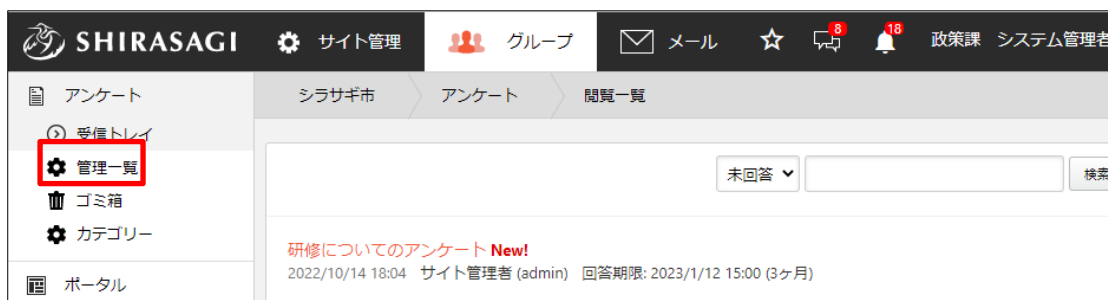 SHIRASAGI サイト管理 グループ メール 8 18 政策課 システム管理者
アンケート シラサギ市 アンケート 閲覧一覧
受信トレイ
管理一覧 未回答 検索
ゴミ箱
カテゴリー
研修についてのアンケート New!
2022/10/14 18:04 サイト管理者 (admin) 回答期限: 2023/1/12 15:00 (3ヶ月)
ポータル